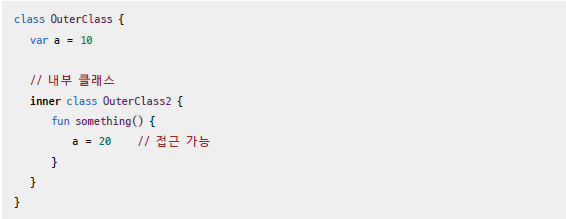 class OuterClass {
var a = 10
// 내부 클래스
inner class OuterClass2 {
fun something() {
a = 20 // 접근 가능
}
}
}